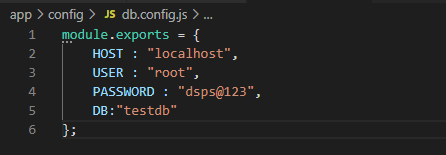 app > config > JS db.config.js > ...
1 module.exports = {
2 HOST : "localhost",
3 USER : "root",
4 PASSWORD : "dsps@123",
5 DB:"testdb"
6 };